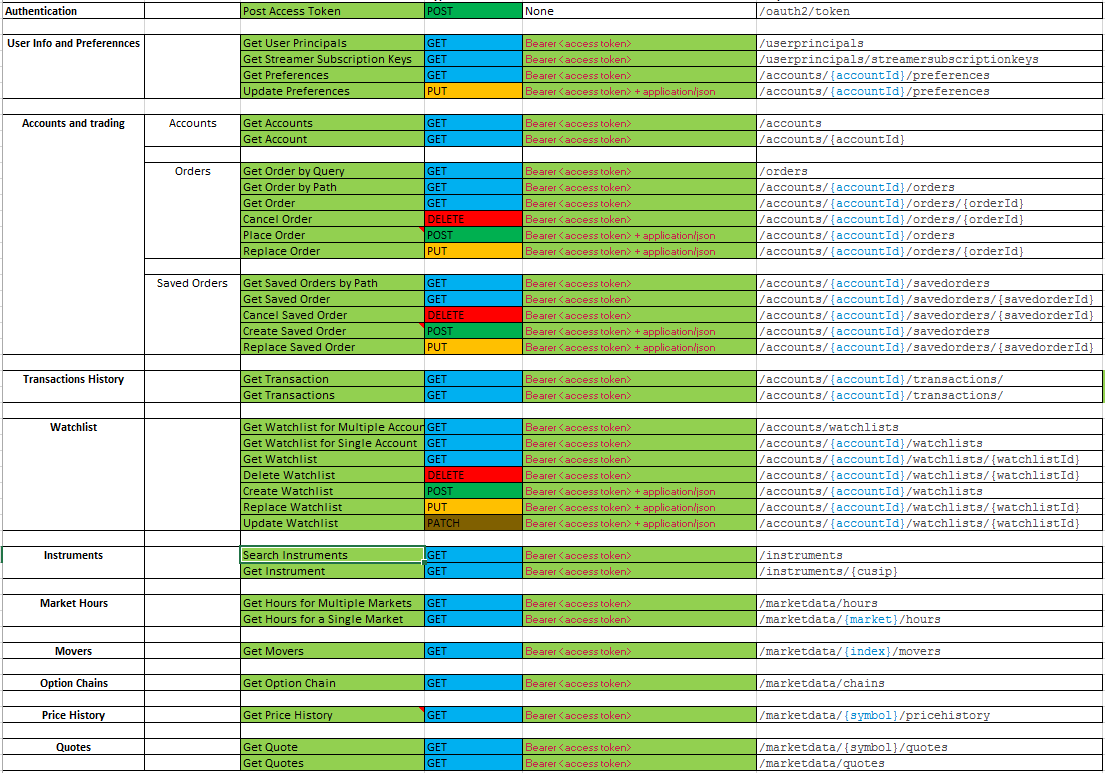 Authentication Post Access Token POST None /oauth2/token
User Info and Preferennces Get User Principals GET Bearer <access token> /userprincipals
Get Streamer Subscription Keys GET Bearer <access token> /userprincipals/streamersubscriptionkeys
Get Preferences GET Bearer <access token> /accounts/{accountId}/preferences
Update Preferences PUT Bearer <access token> + application/json /accounts/{accountId}/preferences
Accounts and trading Accounts Get Accounts GET Bearer <access token> /accounts
Get Account GET Bearer <access token> /accounts/{accountId}
Orders Get Order by Query GET Bearer <access token> /orders
Get Order by Path GET Bearer <access token> /accounts/{accountId}/orders
Get Order GET Bearer <access token> /accounts/{accountId}/orders/{orderId}
Cancel Order DELETE Bearer <access token> /accounts/{accountId}/orders/{orderId}
Place Order POST Bearer <access token> + application/json /accounts/{accountId}/orders
Replace Order PUT Bearer <access token> + application/json /accounts/{accountId}/orders/{orderId}
Saved Orders Get Saved Orders by Path GET Bearer <access token> /accounts/{accountId}/savedorders
Get Saved Order GET Bearer <access token> /accounts/{accountId}/savedorders/{savedorderId}
Cancel Saved Order DELETE Bearer <access token> /accounts/{accountId}/savedorders/{savedorderId}
Create Saved Order POST Bearer <access token> + application/json /accounts/{accountId}/savedorders
Replace Saved Order PUT Bearer <access token> + application/json /accounts/{accountId}/savedorders/{savedorderId}
Transactions History Get Transaction GET Bearer <access token> /accounts/{accountId}/transactions/
Get Transactions GET Bearer <access token> /accounts/{accountId}/transactions/
Watchlist Get Watchlist for Multiple Accour GET Bearer <access token> /accounts/watchlists
Get Watchlist for Single Account GET Bearer <access token> /accounts/{accountId}/watchlists
Get Watchlist GET Bearer <access token> /accounts/{accountId}/watchlists/{watchlistId}
Delete Watchlist DELETE Bearer <access token> /accounts/{accountId}/watchlists/{watchlistId}
Create Watchlist POST Bearer <access token> + application/json /accounts/{accountId}/watchlists
Replace Watchlist PUT Bearer <access token> + application/json /accounts/{accountId}/watchlists/{watchlistId}
Update Watchlist PATCH Bearer <access token> + application/json /accounts/{accountId}/watchlists/{watchlistId}
Instruments Search Instruments GET Bearer <access token> /instruments
Get Instrument GET Bearer <access token> /instruments/{cusip}
Market Hours Get Hours for Multiple Markets GET Bearer <access token> /marketdata/hours
Get Hours for a Single Market GET Bearer <access token> /marketdata/{market}/hours
Movers Get Movers GET Bearer <access token> /marketdata/{index}/movers
Option Chains Get Option Chain GET Bearer <access token> /marketdata/chains
Price History Get Price History GET Bearer <access token> /marketdata/{symbol}/pricehistory
Quotes Get Quote GET Bearer <access token> /marketdata/{symbol}/quotes
Get Quotes GET Bearer <access token> /marketdata/quotes